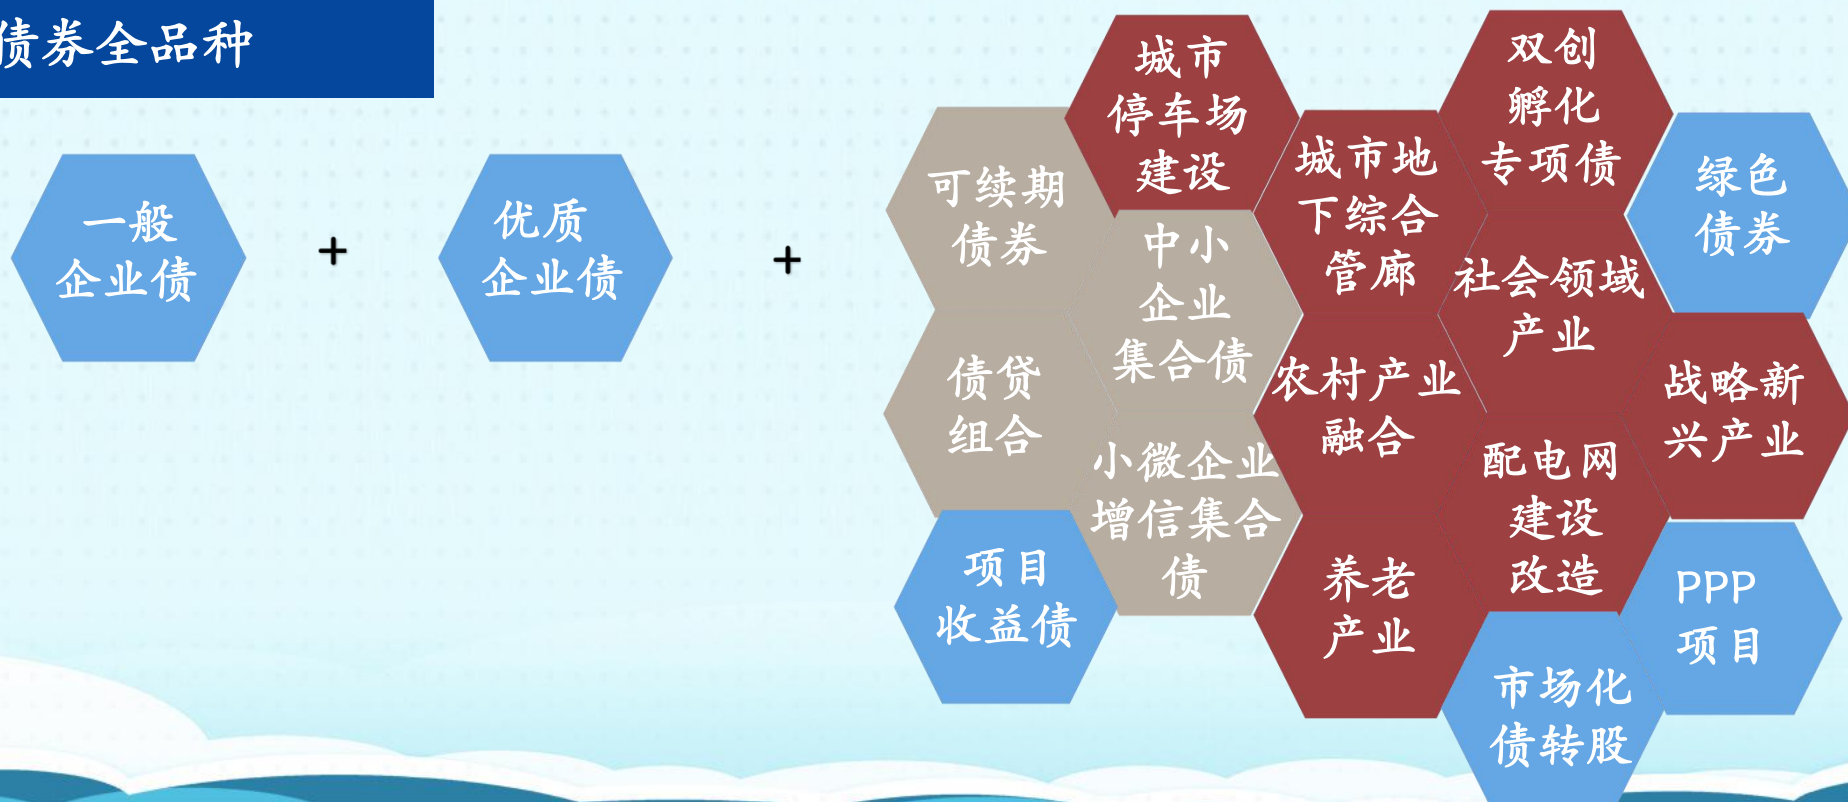 债券全品种
一般
企业债
+
优质
企业债
+
可续期
债券
城市
停车场
建设
双创
孵化
专项债
城市地
下综合
管廊
绿色
债券
中小
企业
集合债
社会领域
产业
债贷
组合
农村产业
融合
战略新
兴产业
小微企业
增信集合
债
配电网
建设
改造
项目
收益债
养老
产业
PPP
项目
市场化
债转股